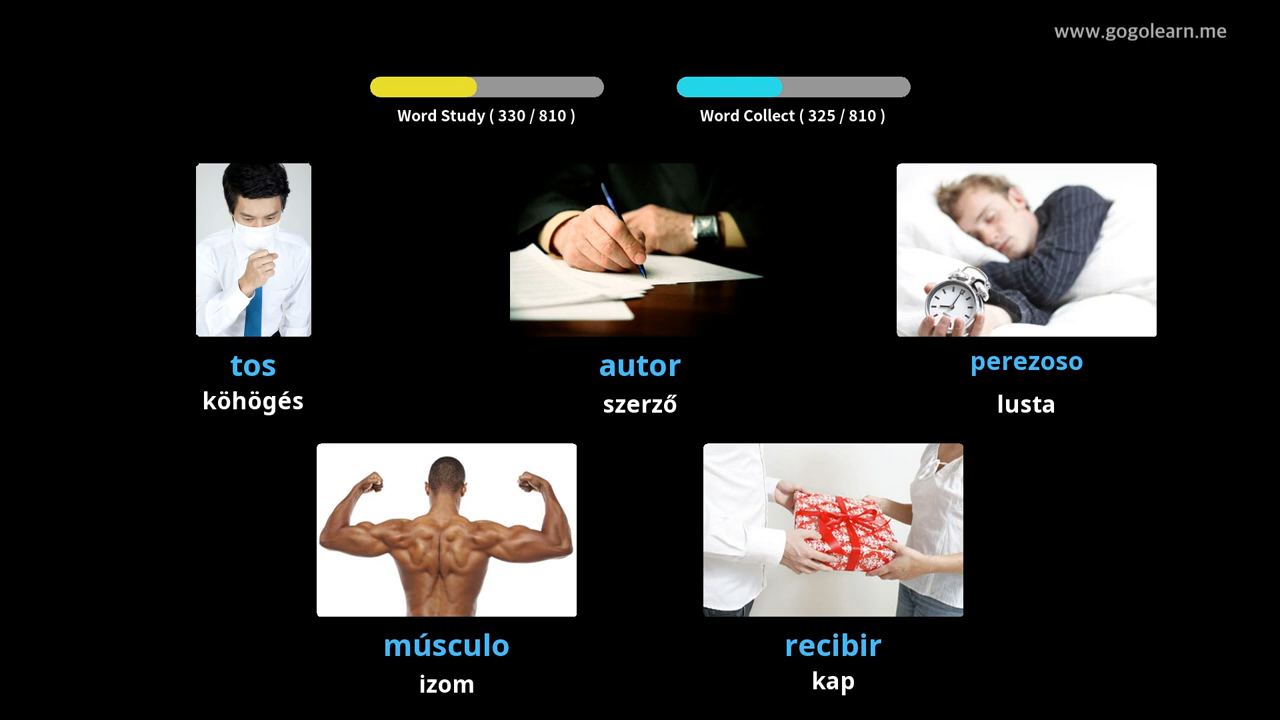 www.gogolearn.me
Word Study ( 330 / 810 )
Word Collect ( 325 / 810 )
tos
köhögés
autor
szerző
perezoso
lusta
músculo
izom
recibir
kap